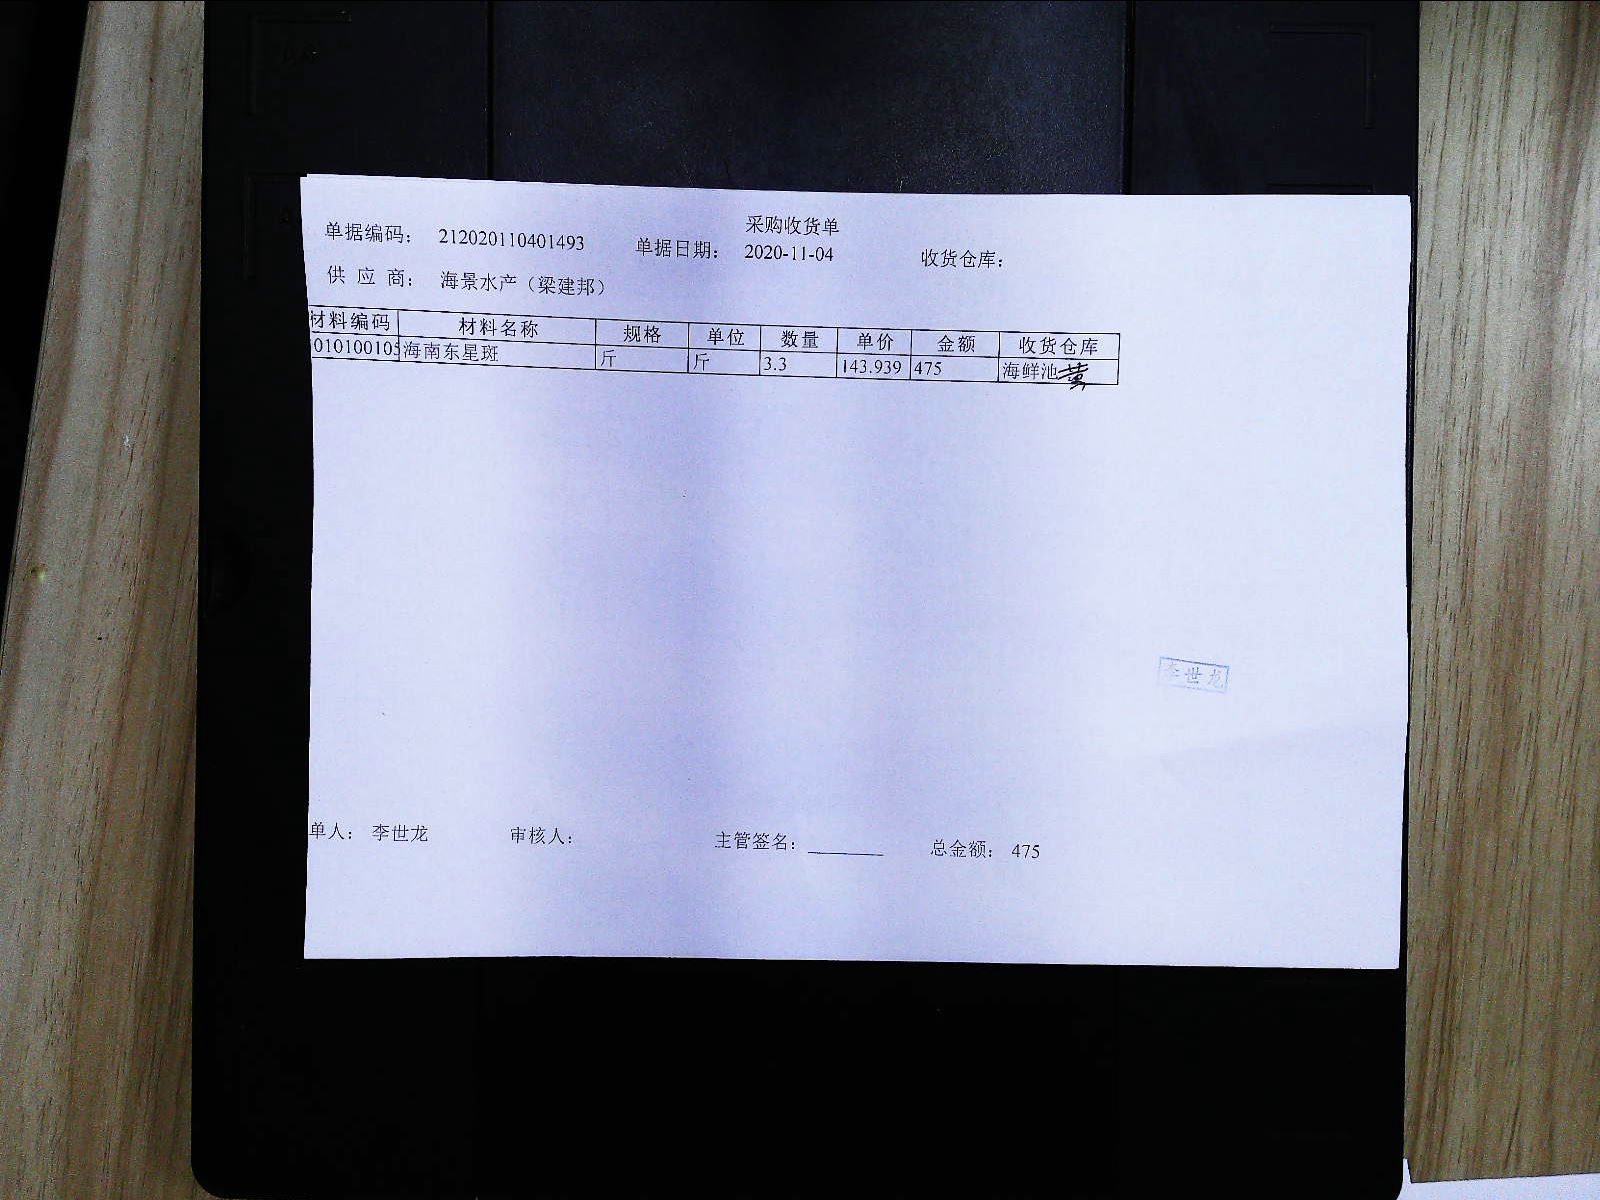 采购收货单
单据编码： 212020110401493 单据日期： 2020-11-04 收货仓库：
供 应 商： 海景水产（梁建邦）
材料编码 材料名称 规格 单位 数量 单价 金额 收货仓库
010100105 海南东星斑 斤 斤 3.3 143.939 475 海鲜池
李世龙
单人： 李世龙 审核人： 主管签名：________ 总金额： 475